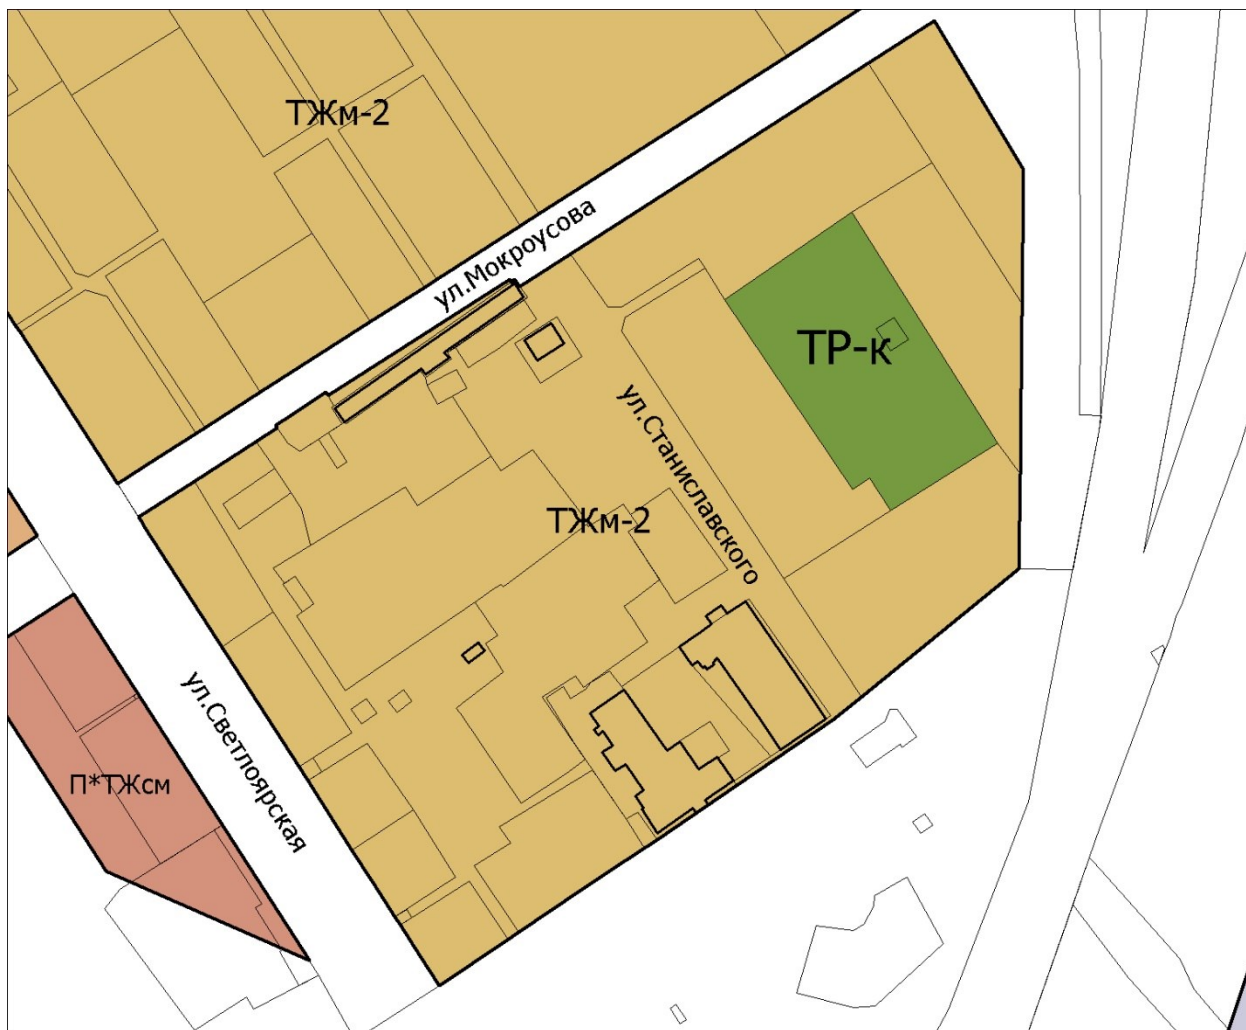 ТЖм-2
ул.Мокроусова
ТР-к
ул.Станиславского
ТЖм-2
ул.Светлоярская
П*ТЖсм